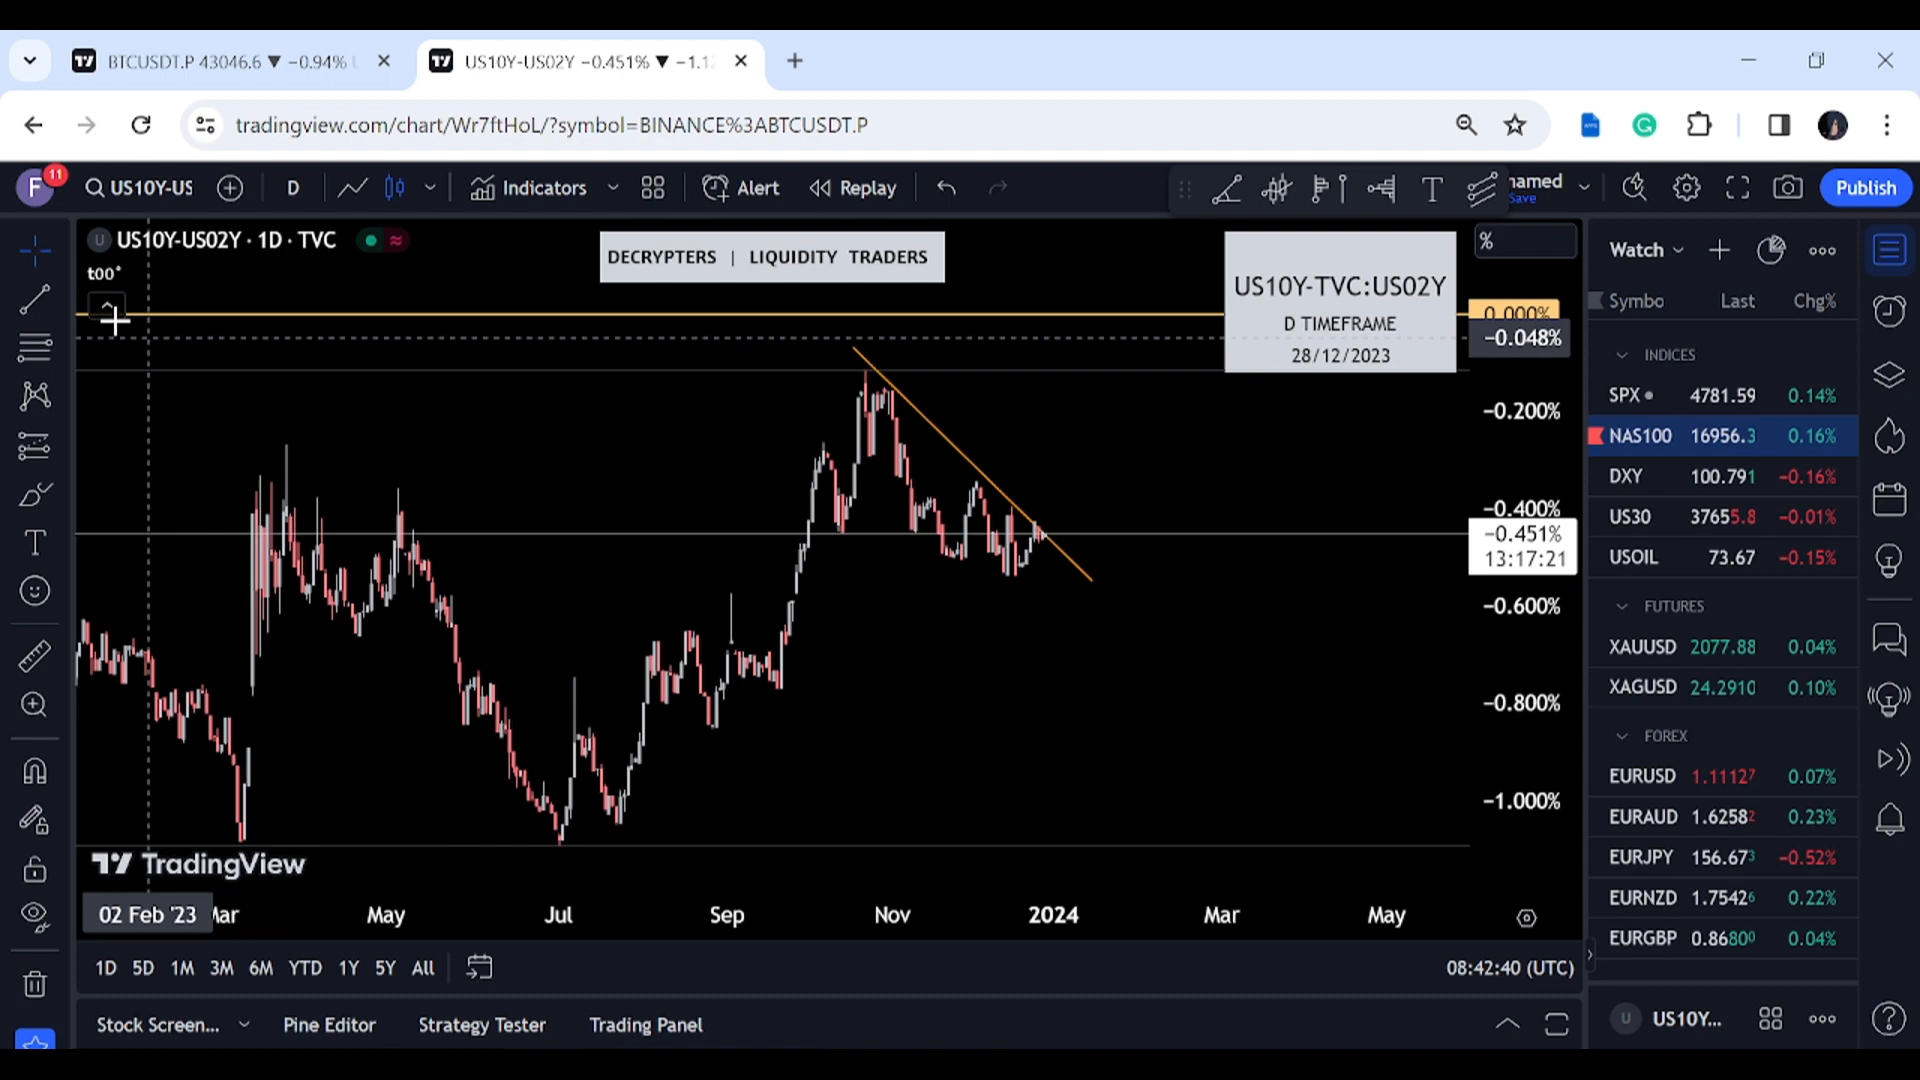 BTCUSDT.P 43046.6 ▼ −0.94%
US10Y-US02Y −0.451% ▼ −1.1
tradingview.com/chart/Wr7ftHoL/?symbol=BINANCE%3ABTCUSDT.P
F 11 US10Y-US D Indicators Alert Replay T named Save Publish
US10Y-US02Y · 1D · TVC
DECRYPTERS | LIQUIDITY TRADERS
US10Y-TVC:US02Y
D TIMEFRAME
28/12/2023
%
0.000%
−0.048%
−0.200%
−0.400%
−0.451%
13:17:21
−0.600%
−0.800%
−1.000%
TradingView
02 Feb '23 Mar May Jul Sep Nov 2024 Mar May
1D 5D 1M 3M 6M YTD 1Y 5Y All 08:42:40 (UTC)
Stock Screen... Pine Editor Strategy Tester Trading Panel
Watch
Symbo Last Chg%
INDICES
SPX 4781.59 0.14%
NAS100 16956.3 0.16%
DXY 100.791 −0.16%
US30 37655.8 −0.01%
USOIL 73.67 −0.15%
FUTURES
XAUUSD 2077.88 0.04%
XAGUSD 24.2910 0.10%
FOREX
EURUSD 1.11127 0.07%
EURAUD 1.62582 0.23%
EURJPY 156.673 −0.52%
EURNZD 1.75426 0.22%
EURGBP 0.86800 0.04%
U US10Y...